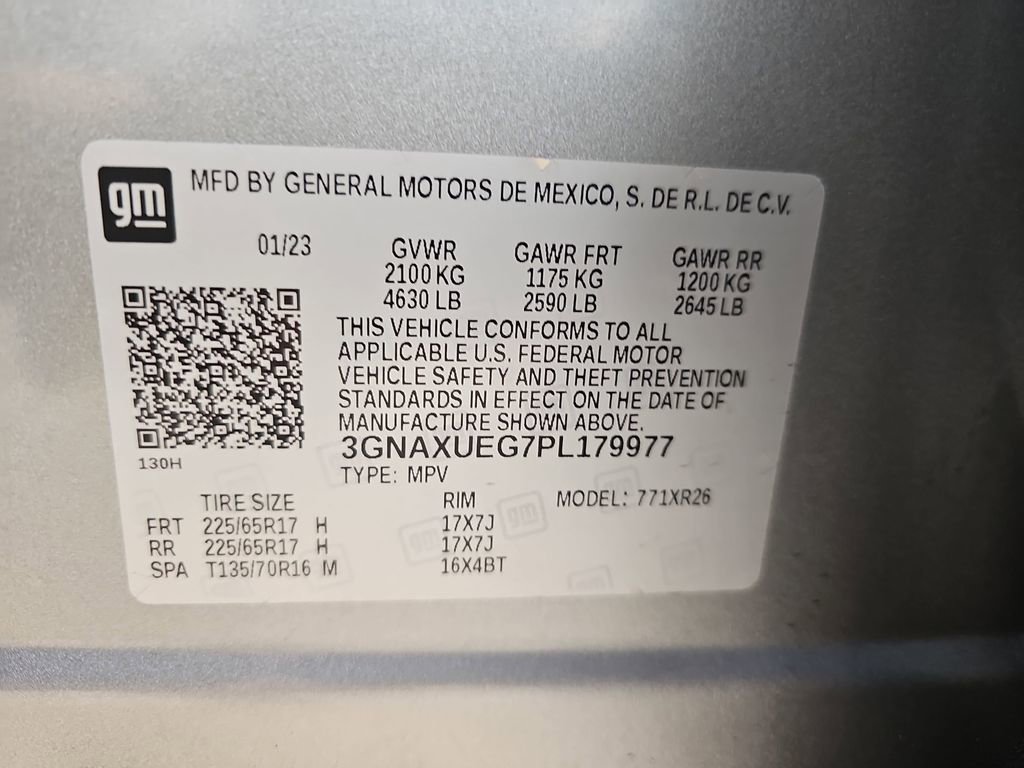 gm
MFD BY GENERAL MOTORS DE MEXICO, S. DE R.L. DE C.V.
01/23 GVWR GAWR FRT GAWR RR
2100 KG 1175 KG 1200 KG
4630 LB 2590 LB 2645 LB
THIS VEHICLE CONFORMS TO ALL
APPLICABLE U.S. FEDERAL MOTOR
VEHICLE SAFETY AND THEFT PREVENTION
STANDARDS IN EFFECT ON THE DATE OF
MANUFACTURE SHOWN ABOVE.
3GNAXUEG7PL179977
130H
TYPE: MPV
TIRE SIZE RIM MODEL: 771XR26
FRT 225/65R17 H 17X7J
RR 225/65R17 H 17X7J
SPA T135/70R16 M 16X4BT